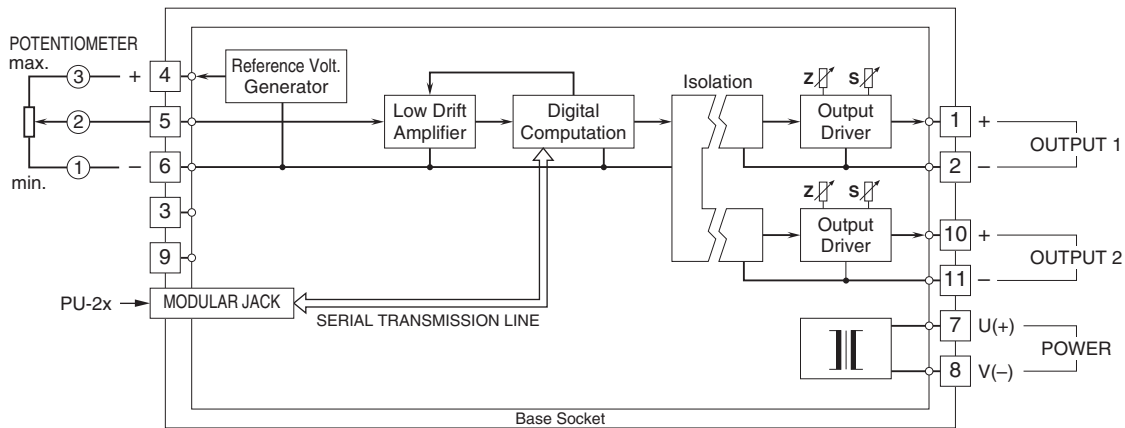 POTENTIOMETER
max.
3
+
4
Reference Volt.
Generator
2
5
Low Drift
Amplifier
Digital
Computation
Isolation
Z
S
Output
Driver
1
+
OUTPUT 1
2
–
1
–
6
min.
3
9
Z
S
Output
Driver
10
+
OUTPUT 2
11
–
PU-2x
MODULAR JACK
SERIAL TRANSMISSION LINE
7
U(+)
POWER
8
V(–)
Base Socket